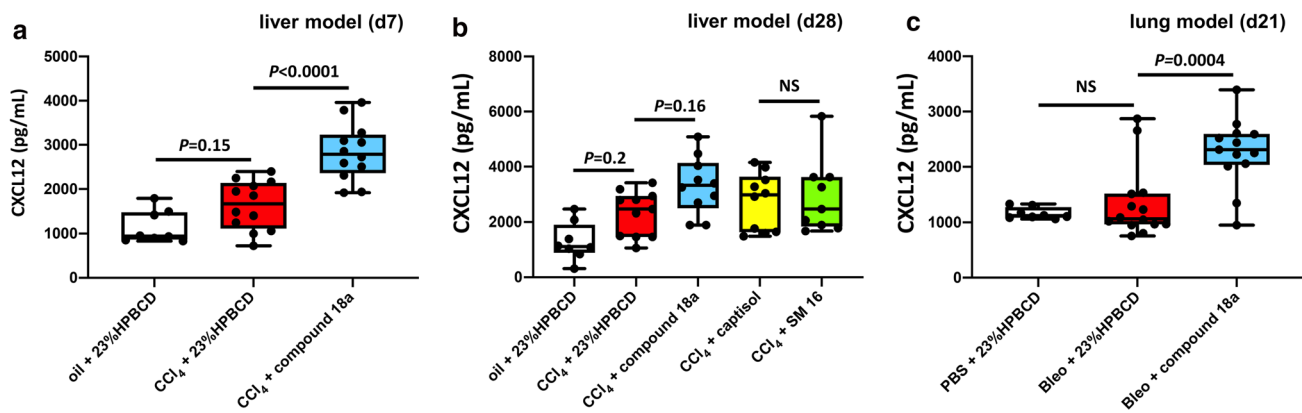 a
liver model (d7)
CXCL12 (pg/mL)
5000
4000
3000
2000
1000
0
P<0.0001
P=0.15
oil + 23%HPBCD
CCl₄ + 23%HPBCD
CCl₄ + compound 18a
b
liver model (d28)
CXCL12 (pg/mL)
8000
6000
4000
2000
0
NS
P=0.16
P=0.2
oil + 23%HPBCD
CCl₄ + 23%HPBCD
CCl₄ + compound 18a
CCl₄ + captisol
CCl₄ + SM 16
c
lung model (d21)
CXCL12 (pg/mL)
4000
3000
2000
1000
0
P=0.0004
NS
PBS + 23%HPBCD
Bleo + 23%HPBCD
Bleo + compound 18a